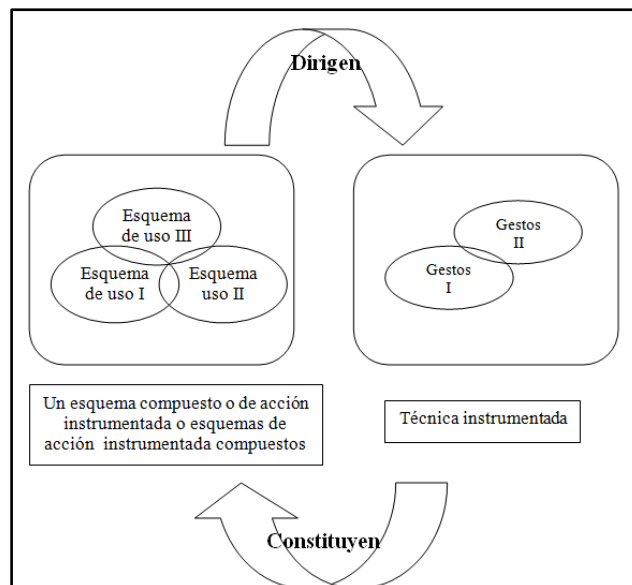 Dirigen
Esquema
de uso III
Esquema
de uso I
Esquema
uso II
Gestos
II
Gestos
I
Un esquema compuesto o de acción
instrumentada o esquemas de
acción instrumentada compuestos
Técnica instrumentada
Constituyen